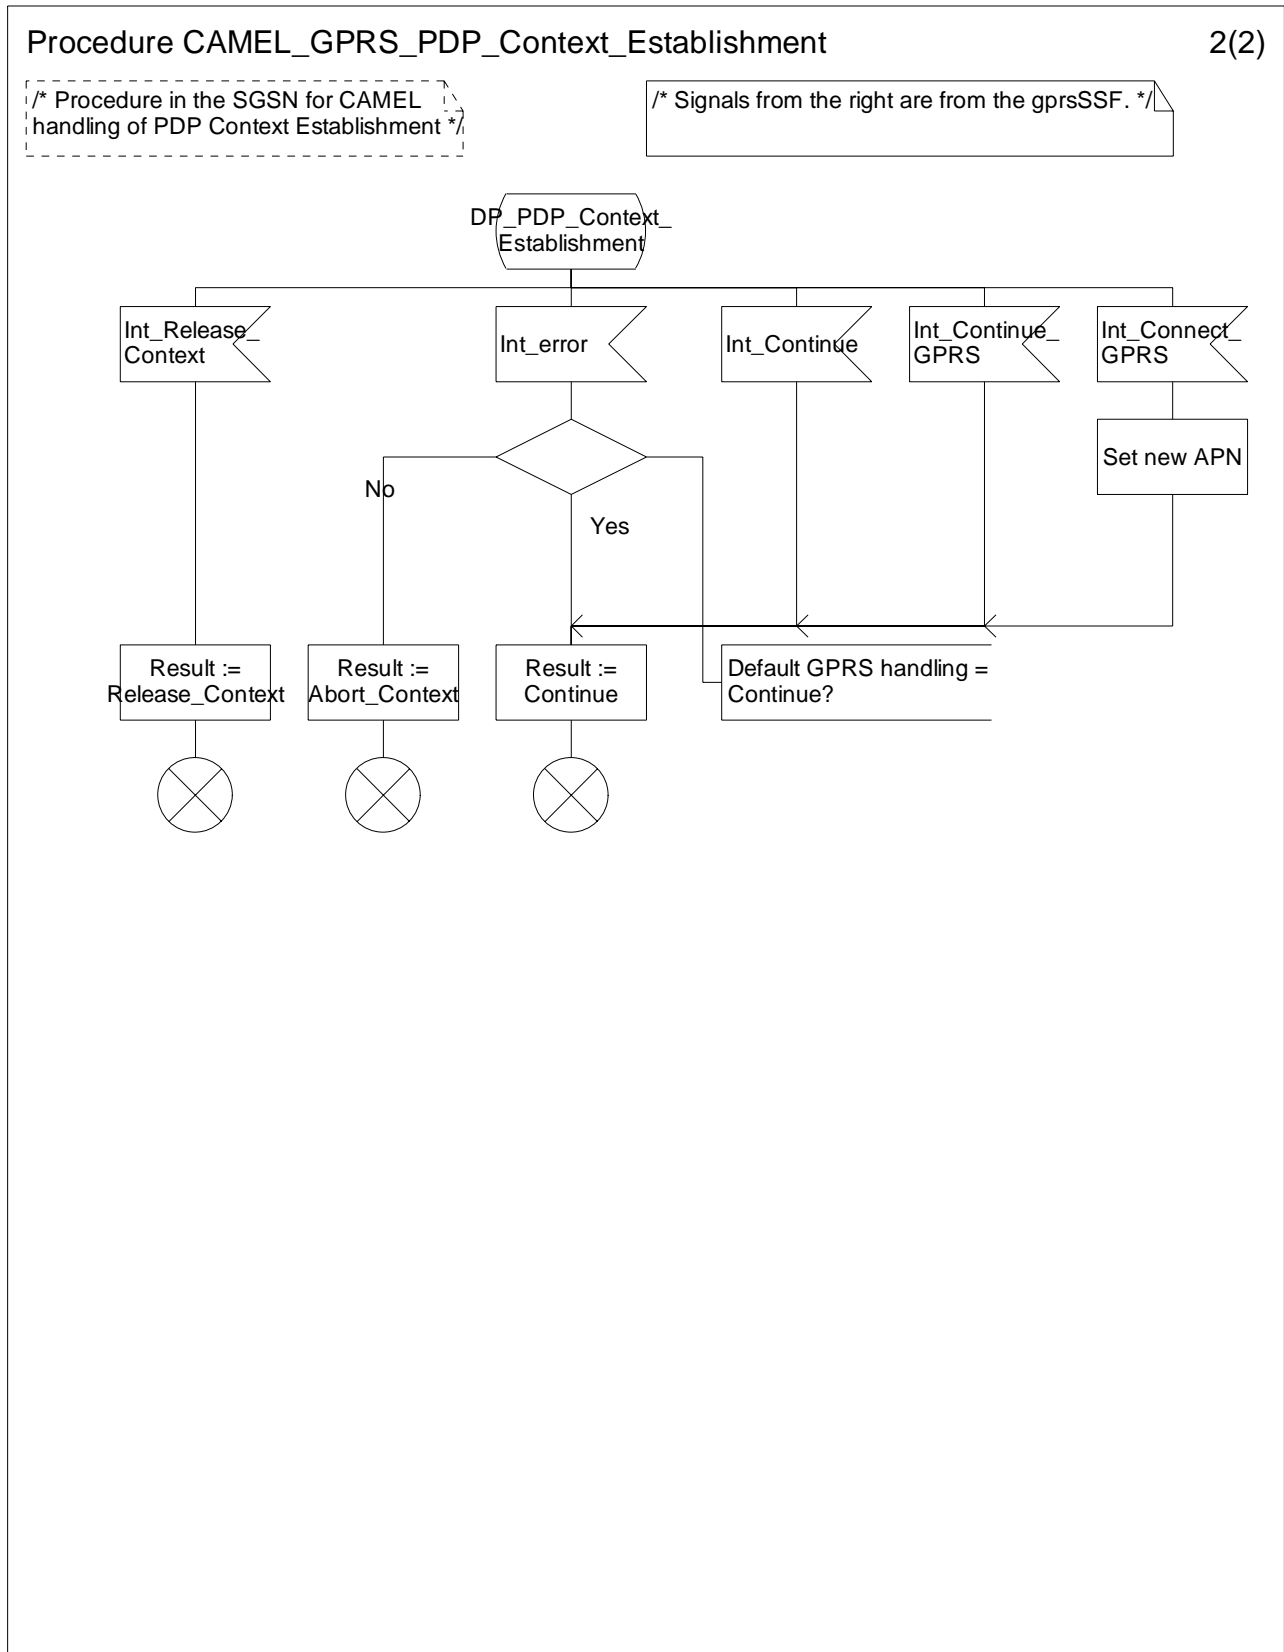 Procedure CAMEL_GPRS_PDP_Context_Establishment
2(2)
/* Procedure in the SGSN for CAMEL
handling of PDP Context Establishment */
/* Signals from the right are from the gprsSSF. */
DP_PDP_Context_
Establishment
Int_Release_
Context
Int_error
Int_Continue
Int_Continue_
GPRS
Int_Connect_
GPRS
Set new APN
No
Yes
Result :=
Release_Context
Result :=
Abort_Context
Result :=
Continue
Default GPRS handling =
Continue?